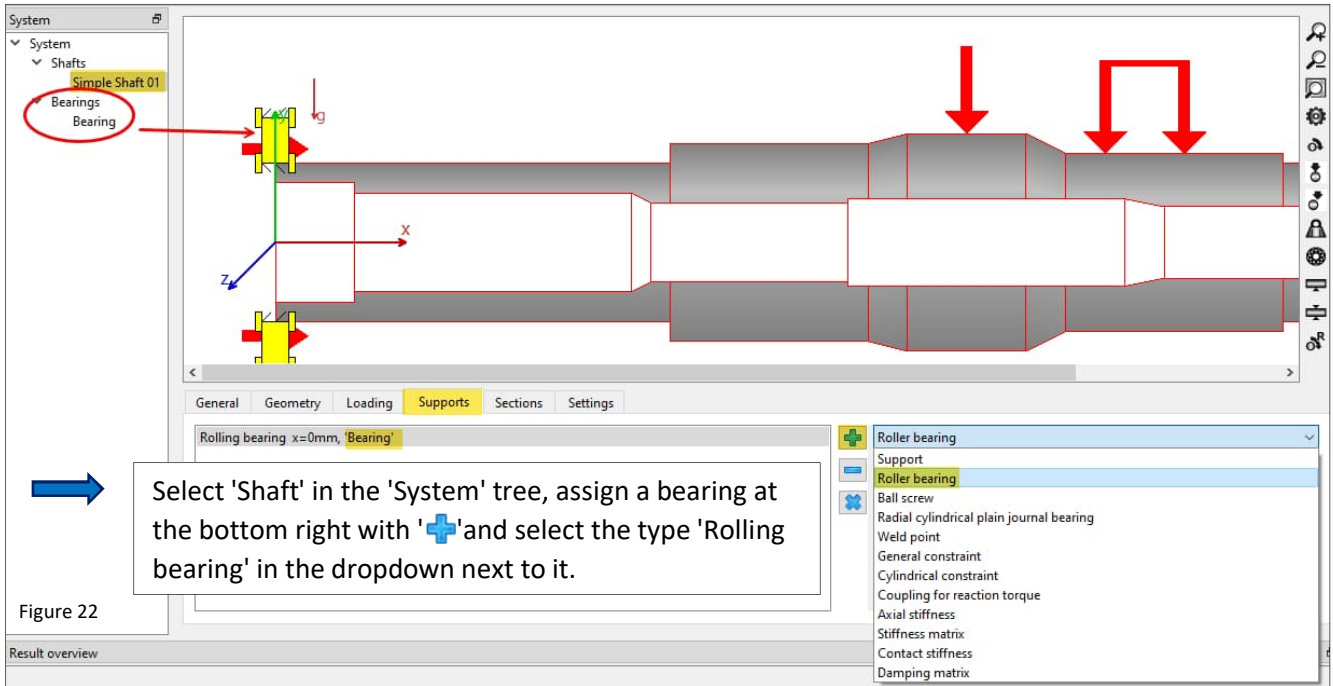 System
System
Shafts
Simple Shaft 01
Bearings
Bearing
y
g
x
z
R
General Geometry Loading Supports Sections Settings
Rolling bearing x=0mm, 'Bearing'
Roller bearing
Support
Roller bearing
Ball screw
Radial cylindrical plain journal bearing
Weld point
General constraint
Cylindrical constraint
Coupling for reaction torque
Axial stiffness
Stiffness matrix
Contact stiffness
Damping matrix
Select 'Shaft' in the 'System' tree, assign a bearing at
the bottom right with '+'and select the type 'Rolling
bearing' in the dropdown next to it.
Figure 22
Result overview